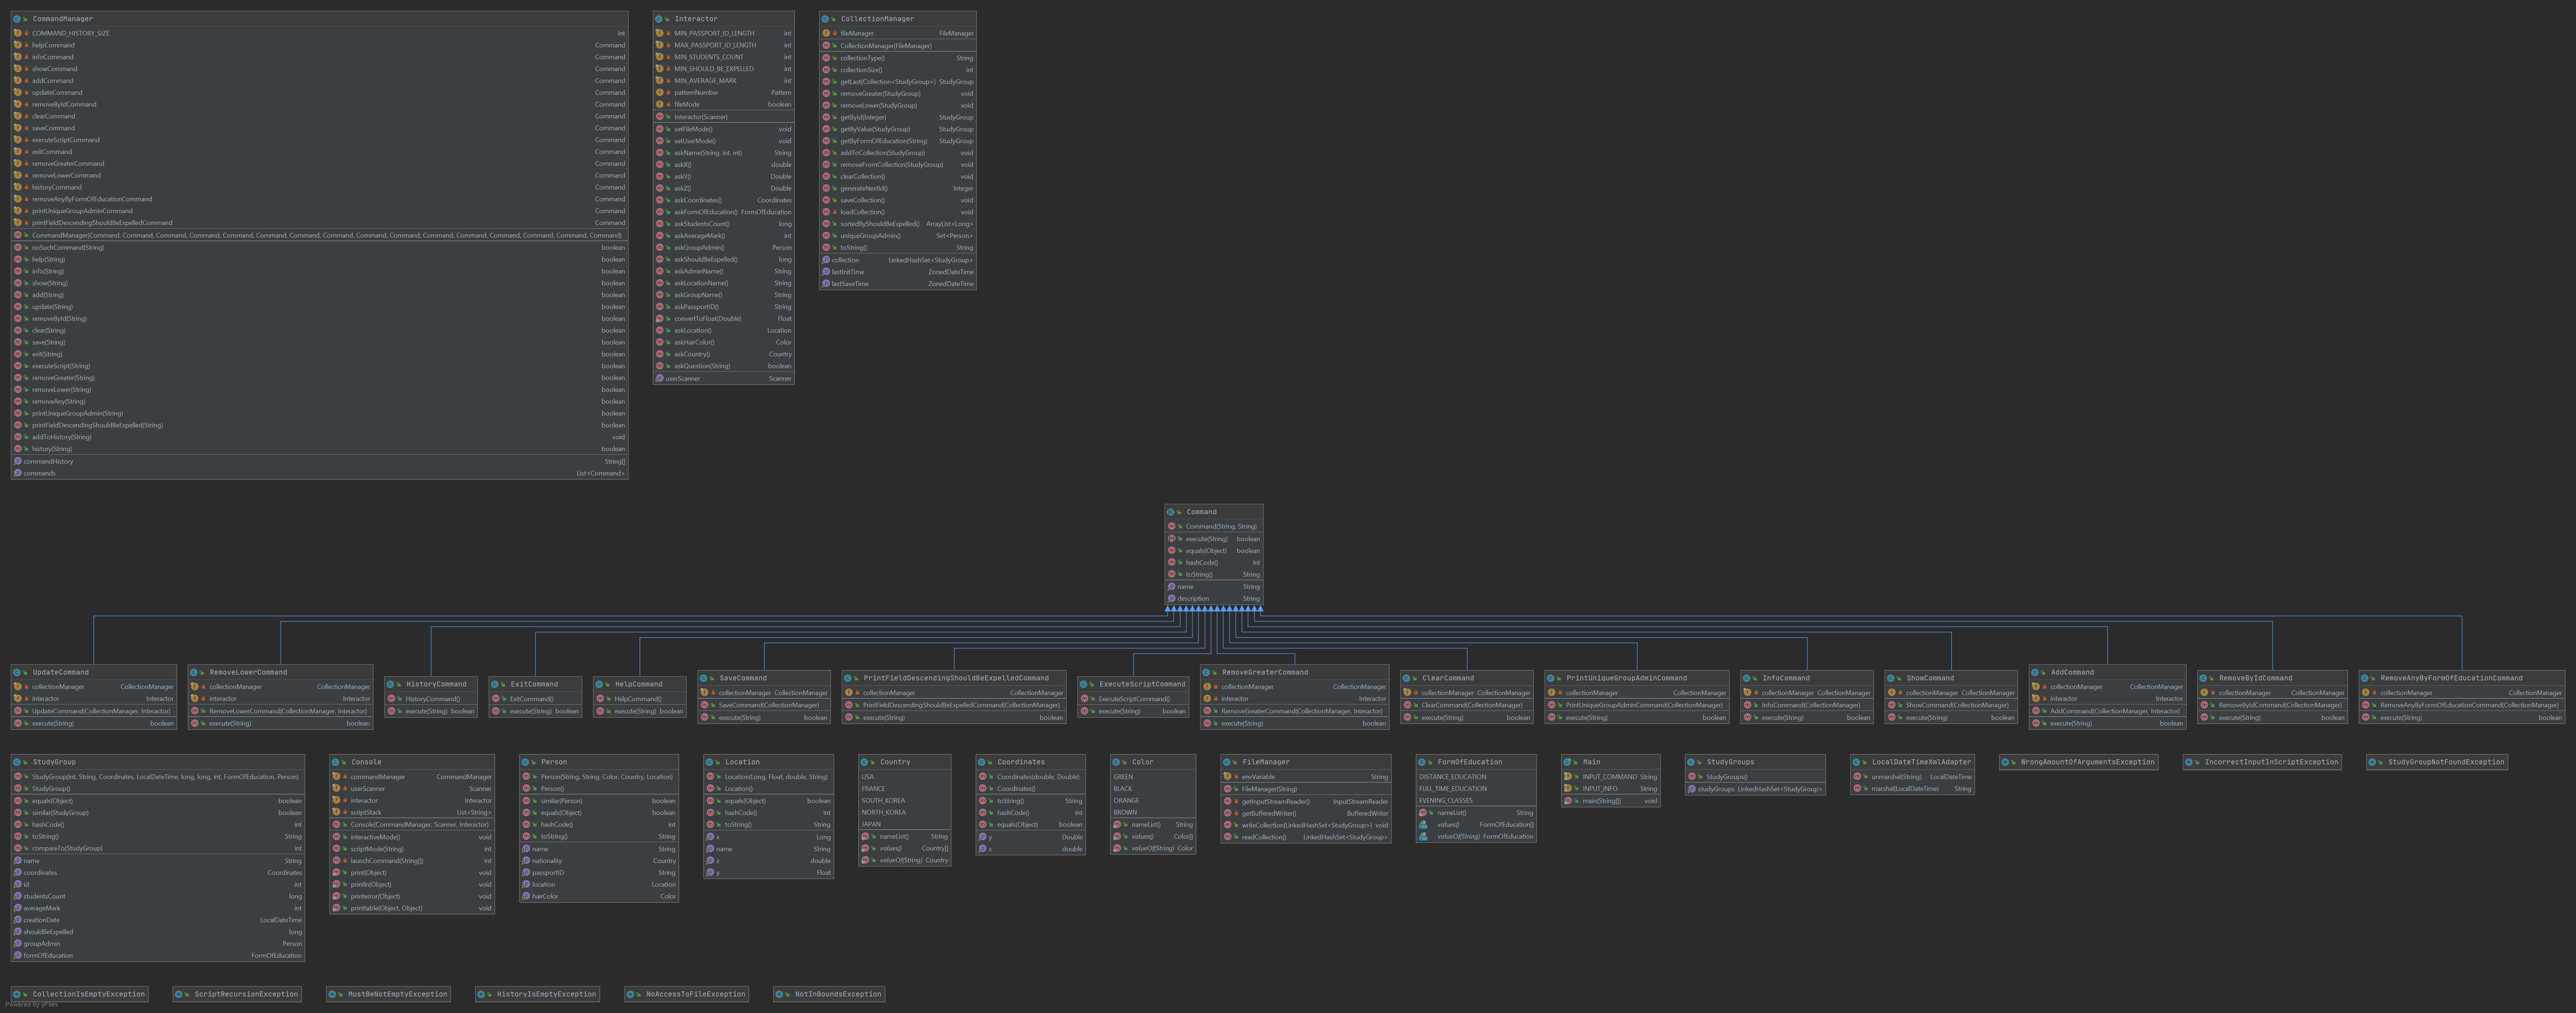 CommandManager
COMMAND_HISTORY_SIZE int
helpCommand Command
infoCommand Command
showCommand Command
addCommand Command
updateCommand Command
removeByIdCommand Command
clearCommand Command
saveCommand Command
executeScriptCommand Command
exitCommand Command
removeGreaterCommand Command
removeLowerCommand Command
historyCommand Command
removeAnyByFormOfEducationCommand Command
printUniqueGroupAdminCommand Command
printFieldDescendingShouldBeExpelledCommand Command
CommandManager(Command, Command, Command, Command, Command, Command, Command, Command, Command, Command, Command, Command, Command, Command, Command, Command)
noSuchCommand(String) boolean
help(String) boolean
info(String) boolean
show(String) boolean
add(String) boolean
update(String) boolean
removeById(String) boolean
clear(String) boolean
save(String) boolean
exit(String) boolean
executeScript(String) boolean
removeGreater(String) boolean
removeLower(String) boolean
removeAny(String) boolean
printUniqueGroupAdmin(String) boolean
printFieldDescendingShouldBeExpelled(String) boolean
addToHistory(String) void
history(String) boolean
commandHistory String[]
commands List<Command>
Interactor
MIN_PASSPORT_ID_LENGTH int
MAX_PASSPORT_ID_LENGTH int
MIN_STUDENTS_COUNT int
MIN_SHOULD_BE_EXPELLED int
MIN_AVERAGE_MARK int
patternNumber Pattern
fileMode boolean
Interactor(Scanner)
setFileMode() void
setUserMode() void
askName(String, int, int) String
askX() double
askY() Double
askZ() Double
askCoordinates() Coordinates
askFormOfEducation() FormOfEducation
askStudentsCount() long
askAverageMark() int
askGroupAdmin() Person
askShouldBeExpelled() long
askAdminName() String
askLocationName() String
askGroupName() String
askPassportID() String
convertToFloat(Double) Float
askLocation() Location
askHairColor() Color
askCountry() Country
askQuestion(String) boolean
userScanner Scanner
CollectionManager
fileManager FileManager
CollectionManager(FileManager)
collectionType() String
collectionSize() int
getLast(Collection<StudyGroup>) StudyGroup
removeGreater(StudyGroup) void
removeLower(StudyGroup) void
getById(Integer) StudyGroup
getByValue(StudyGroup) StudyGroup
getByFormOfEducation(String) StudyGroup
addToCollection(StudyGroup) void
removeFromCollection(StudyGroup) void
clearCollection() void
generateNextId() Integer
saveCollection() void
loadCollection() void
sortedByShouldBeExpelled() ArrayList<Long>
uniqueGroupAdmin() Set<Person>
toString() String
collection LinkedHashSet<StudyGroup>
lastInitTime ZonedDateTime
lastSaveTime ZonedDateTime
Command
Command(String, String)
execute(String) boolean
equals(Object) boolean
hashCode() int
toString() String
name String
description String
UpdateCommand
collectionManager CollectionManager
interactor Interactor
UpdateCommand(CollectionManager, Interactor)
execute(String) boolean
RemoveLowerCommand
collectionManager CollectionManager
interactor Interactor
RemoveLowerCommand(CollectionManager, Interactor)
execute(String) boolean
HistoryCommand
HistoryCommand()
execute(String) boolean
ExitCommand
ExitCommand()
execute(String) boolean
HelpCommand
HelpCommand()
execute(String) boolean
SaveCommand
collectionManager CollectionManager
SaveCommand(CollectionManager)
execute(String) boolean
PrintFieldDescendingShouldBeExpelledCommand
collectionManager CollectionManager
PrintFieldDescendingShouldBeExpelledCommand(CollectionManager)
execute(String) boolean
ExecuteScriptCommand
ExecuteScriptCommand()
execute(String) boolean
RemoveGreaterCommand
collectionManager CollectionManager
interactor Interactor
RemoveGreaterCommand(CollectionManager, Interactor)
execute(String) boolean
ClearCommand
collectionManager CollectionManager
ClearCommand(CollectionManager)
execute(String) boolean
PrintUniqueGroupAdminCommand
collectionManager CollectionManager
PrintUniqueGroupAdminCommand(CollectionManager)
execute(String) boolean
InfoCommand
collectionManager CollectionManager
InfoCommand(CollectionManager)
execute(String) boolean
ShowCommand
collectionManager CollectionManager
ShowCommand(CollectionManager)
execute(String) boolean
AddCommand
collectionManager CollectionManager
interactor Interactor
AddCommand(CollectionManager, Interactor)
execute(String) boolean
RemoveByIdCommand
collectionManager CollectionManager
RemoveByIdCommand(CollectionManager)
execute(String) boolean
RemoveAnyByFormOfEducationCommand
collectionManager CollectionManager
RemoveAnyByFormOfEducationCommand(CollectionManager)
execute(String) boolean
StudyGroup
StudyGroup(int, String, Coordinates, LocalDateTime, long, long, int, FormOfEducation, Person)
StudyGroup()
equals(Object) boolean
similar(StudyGroup) boolean
hashCode() int
toString() String
compareTo(StudyGroup) int
name String
coordinates Coordinates
id int
studentsCount long
averageMark int
creationDate LocalDateTime
shouldBeExpelled long
groupAdmin Person
formOfEducation FormOfEducation
Console
commandManager CommandManager
userScanner Scanner
interactor Interactor
scriptStack List<String>
Console(CommandManager, Scanner, Interactor)
interactiveMode() void
scriptMode(String) int
launchCommand(String[]) int
print(Object) void
println(Object) void
printerror(Object) void
printtable(Object, Object) void
Person
Person(String, String, Color, Country, Location)
Person()
similar(Person) boolean
equals(Object) boolean
hashCode() int
toString() String
name String
nationality Country
passportID String
location Location
hairColor Color
Location
Location(Long, Float, double, String)
Location()
equals(Object) boolean
hashCode() int
toString() String
x Long
name String
z double
y Float
Country
USA
FRANCE
SOUTH_KOREA
NORTH_KOREA
JAPAN
nameList() String
values() Country[]
valueOf(String) Country
Coordinates
Coordinates(double, Double)
Coordinates()
toString() String
hashCode() int
equals(Object) boolean
y Double
x double
Color
GREEN
BLACK
ORANGE
BROWN
nameList() String
values() Color[]
valueOf(String) Color
FileManager
envVariable String
FileManager(String)
getInputStreamReader() InputStreamReader
getBufferedWriter() BufferedWriter
writeCollection(LinkedHashSet<StudyGroup>) void
readCollection() LinkedHashSet<StudyGroup>
FormOfEducation
DISTANCE_EDUCATION
FULL_TIME_EDUCATION
EVENING_CLASSES
nameList() String
values() FormOfEducation[]
valueOf(String) FormOfEducation
Main
INPUT_COMMAND String
INPUT_INFO String
main(String[]) void
StudyGroups
StudyGroups()
studyGroups LinkedHashSet<StudyGroup>
LocalDateTimeXmlAdapter
unmarshal(String) LocalDateTime
marshal(LocalDateTime) String
WrongAmountOfArgumentsException
IncorrectInputInScriptException
StudyGroupNotFoundException
CollectionIsEmptyException
ScriptRecursionException
MustBeNotEmptyException
HistoryIsEmptyException
NoAccessToFileException
NotInBoundsException
Powered by yFiles